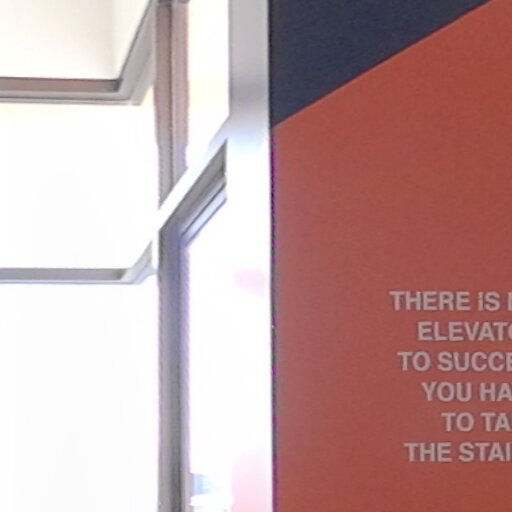 THERE IS
ELEVATO
TO SUCCE
YOU HA
TO TA
THE STAI